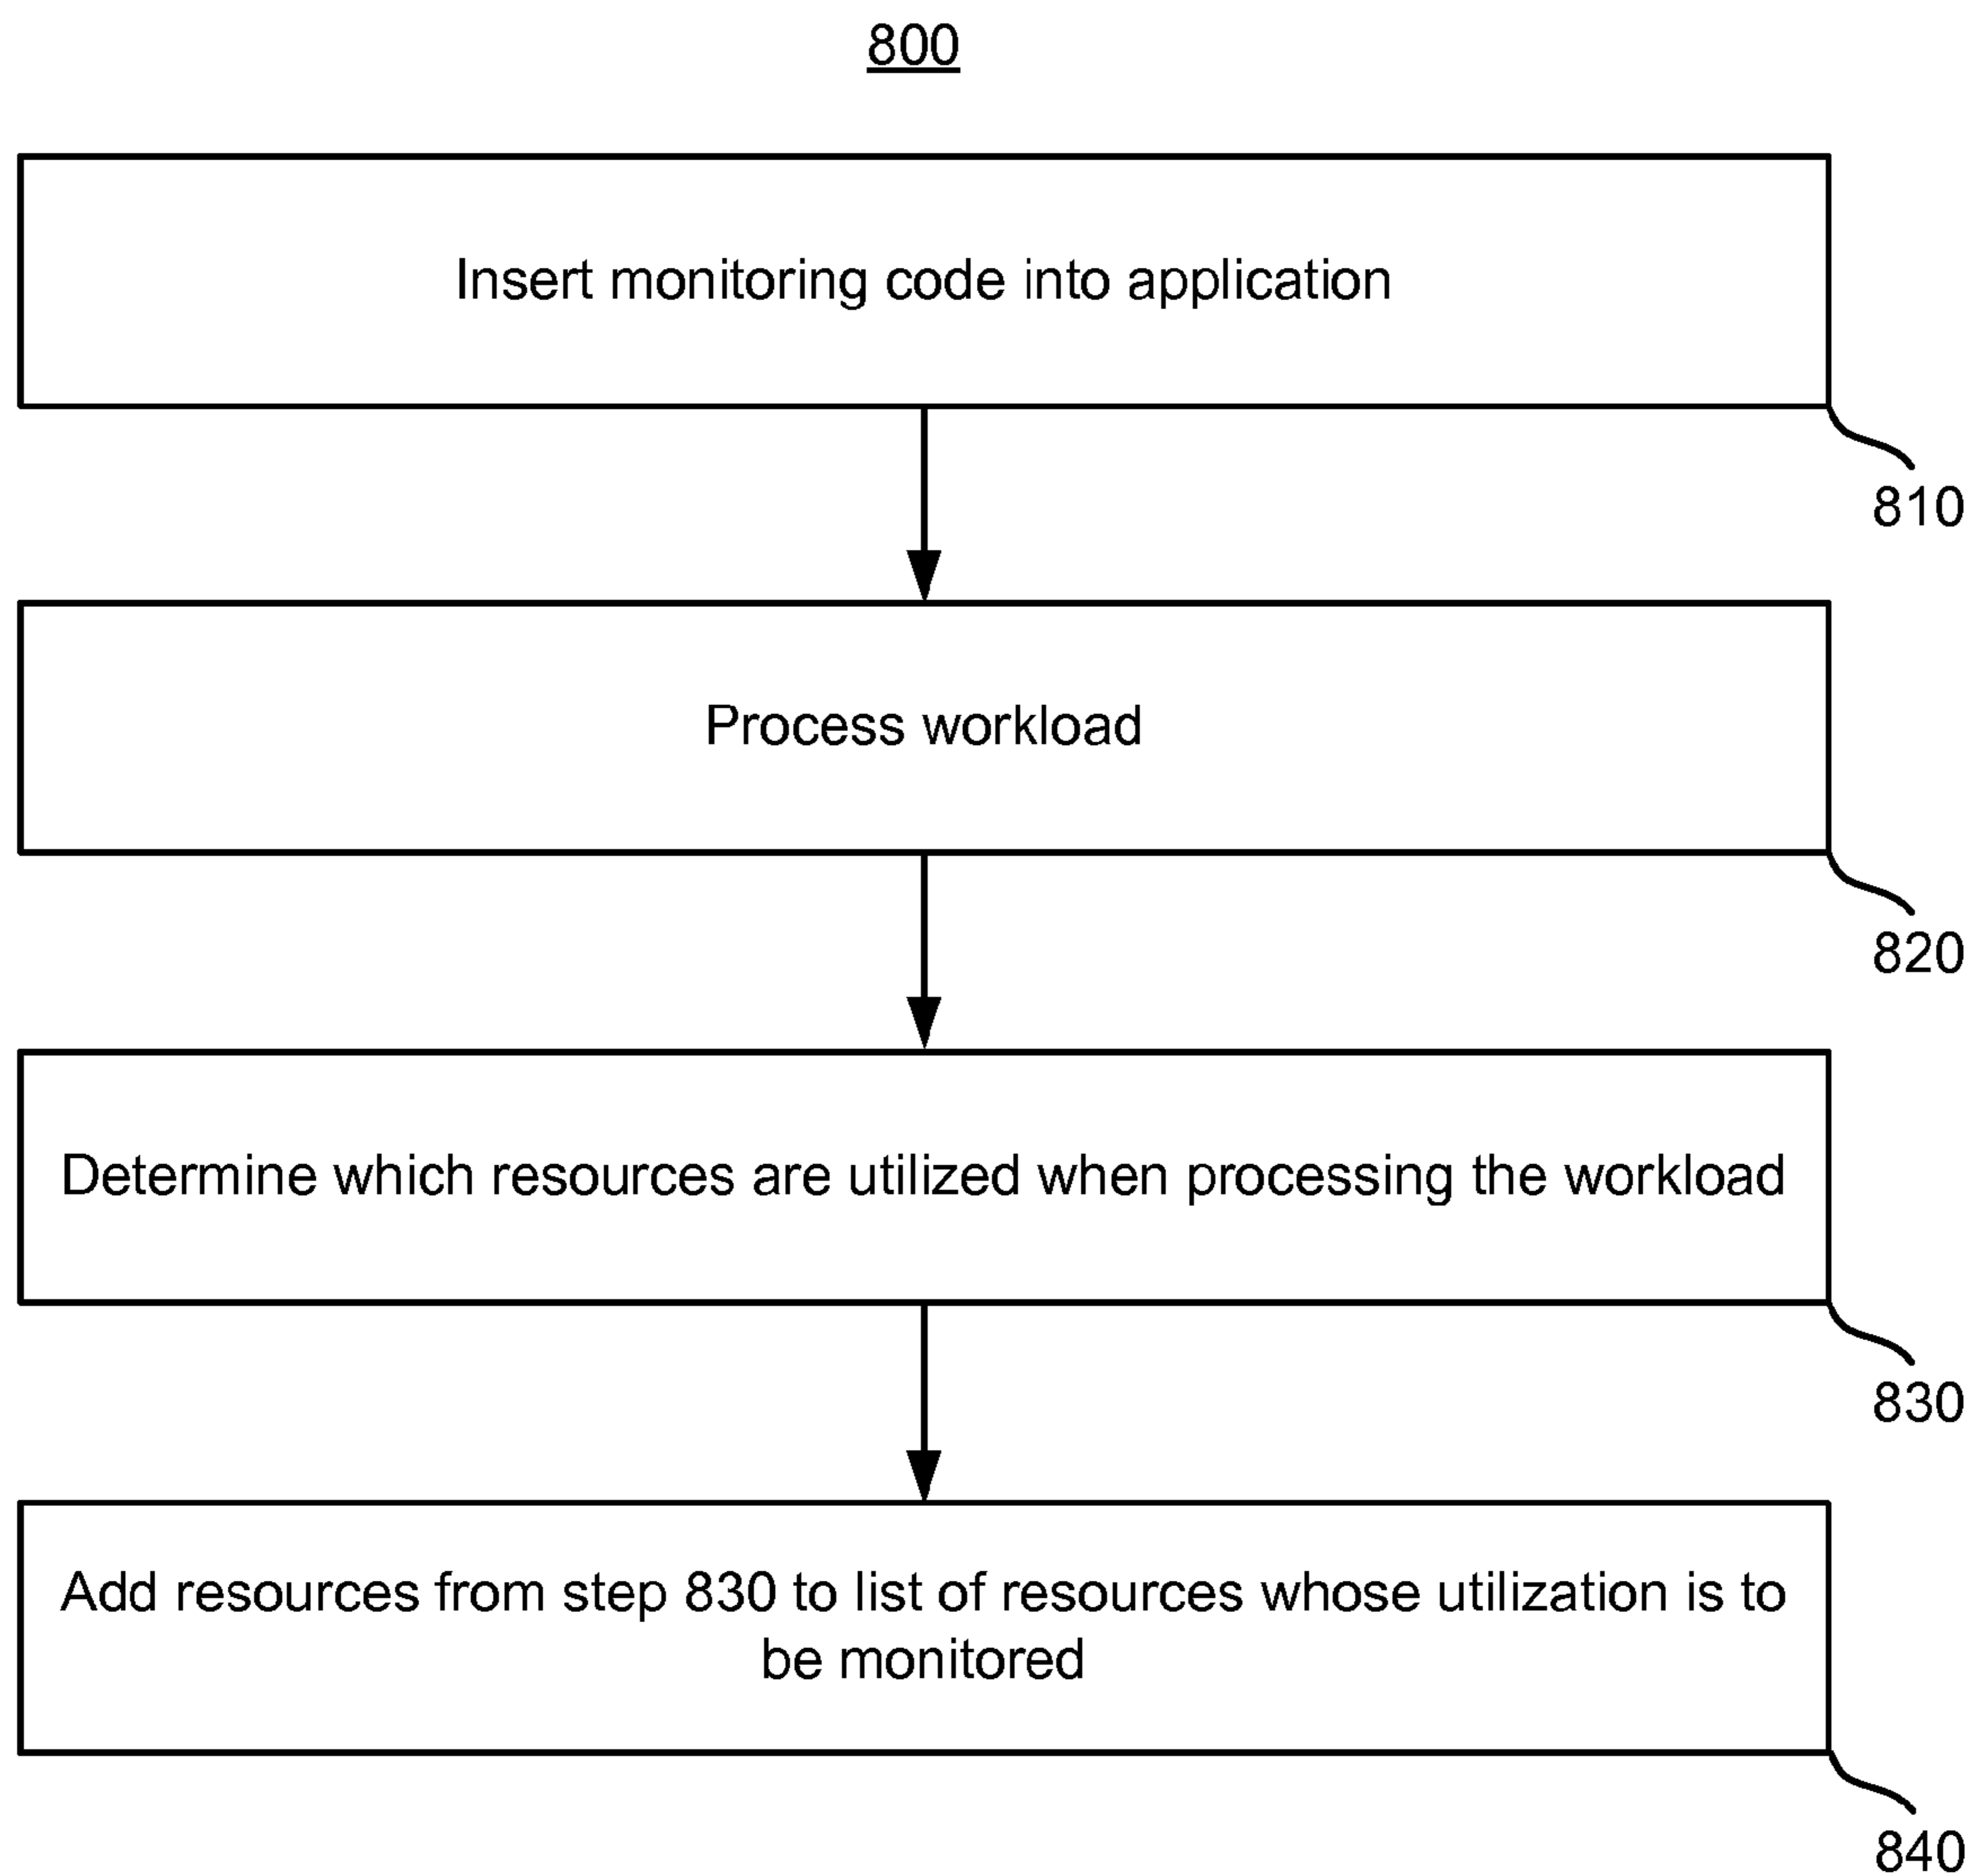 800
Insert monitoring code into application
810
Process workload
820
Determine which resources are utilized when processing the workload
830
Add resources from step 830 to list of resources whose utilization is to
be monitored
840